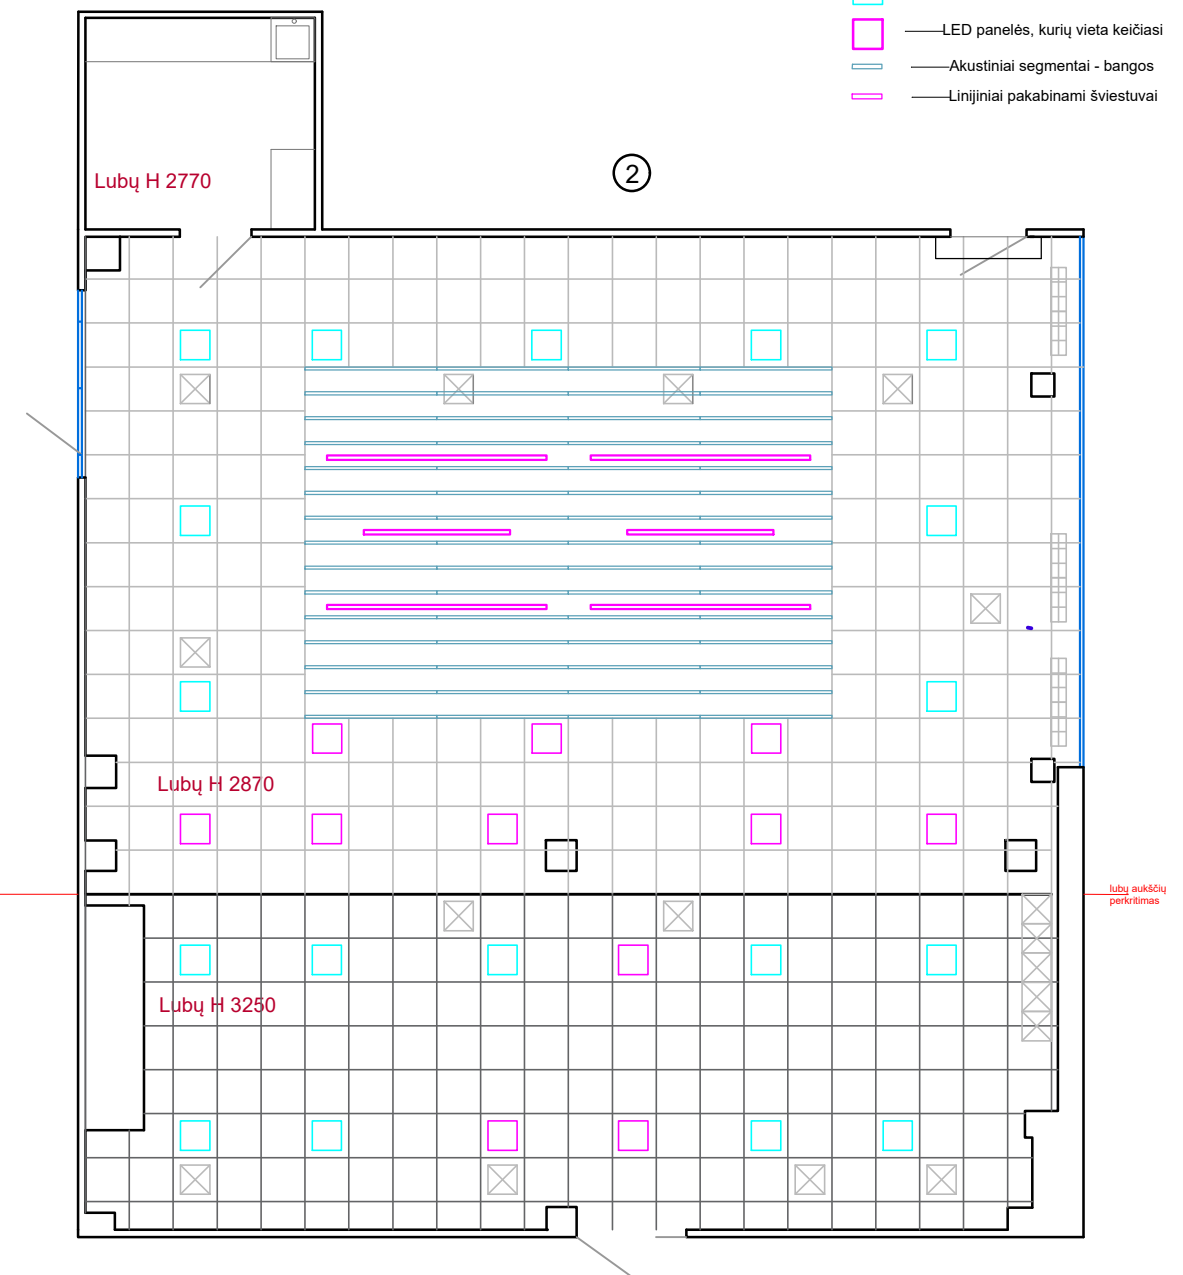 LED panelės, kurių vieta keičiasi
Akustiniai segmentai - bangos
Linijiniai pakabinami šviestuvai
2
Lubų H 2770
Lubų H 2870
lubų aukščių
perkritimas
Lubų H 3250